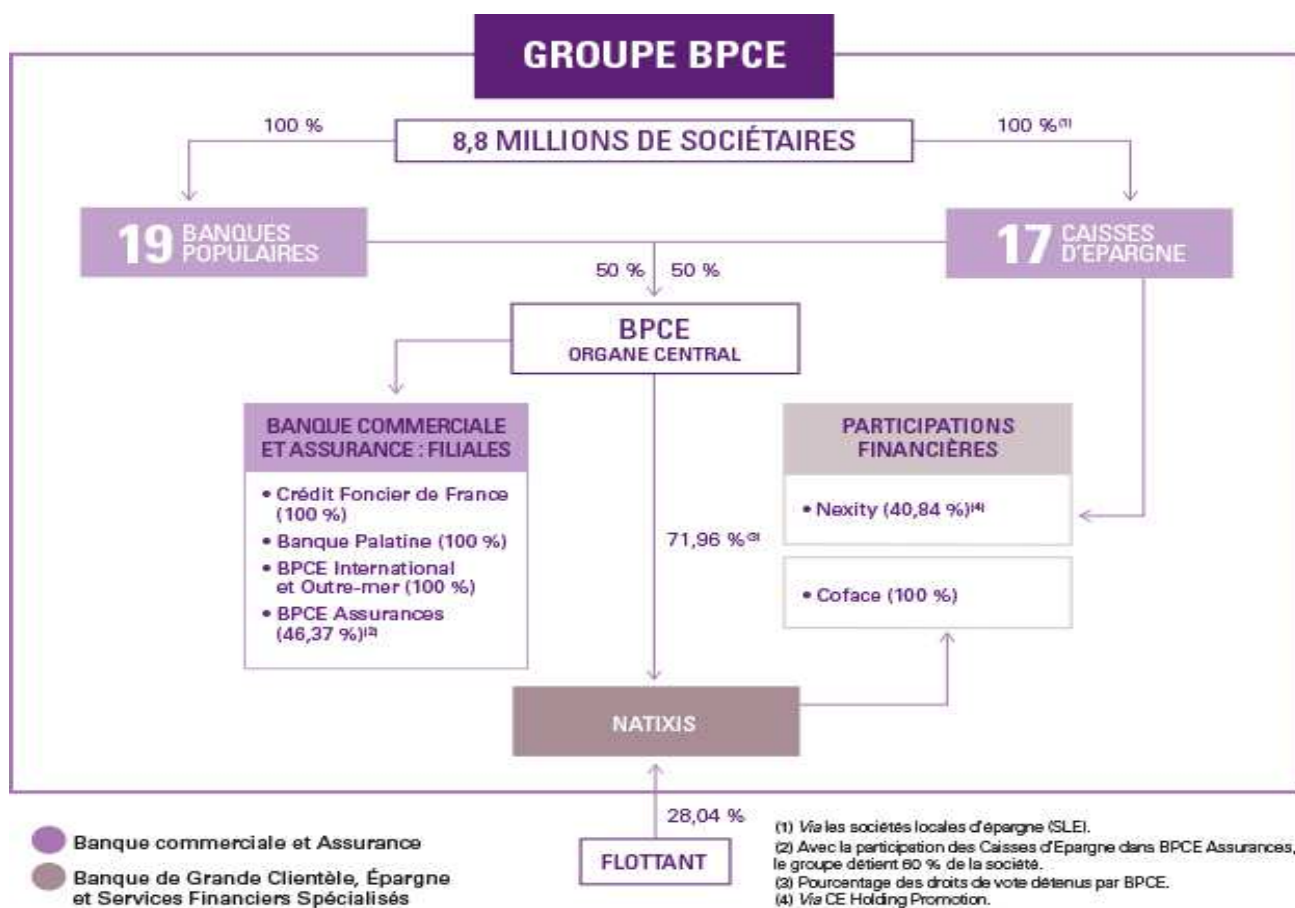 GROUPE BPCE
100 %
8,8 MILLIONS DE SOCIÉTAIRES
100 %(1)
19 BANQUES
POPULAIRES
17 CAISSES
D'EPARGNE
50 %
50 %
BPCE
ORGANE CENTRAL
BANQUE COMMERCIALE
ET ASSURANCE : FILIALES
• Crédit Foncier de France
(100 %)
• Banque Palatine (100 %)
• BPCE International
et Outre-mer (100 %)
• BPCE Assurances
(46,37 %)(2)
71,96 %(3)
PARTICIPATIONS
FINANCIÈRES
• Nexity (40,84 %)(4)
• Coface (100 %)
NATIXIS
28,04 %
FLOTTANT
Banque commerciale et Assurance
Banque de Grande Clientèle, Épargne
et Services Financiers Spécialisés
(1) Via les sociétés locales d'épargne (SLE).
(2) Avec la participation des Caisses d'Epargne dans BPCE Assurances,
le groupe détient 60 % de la société.
(3) Pourcentage des droits de vote détenus par BPCE.
(4) Via CE Holding Promotion.